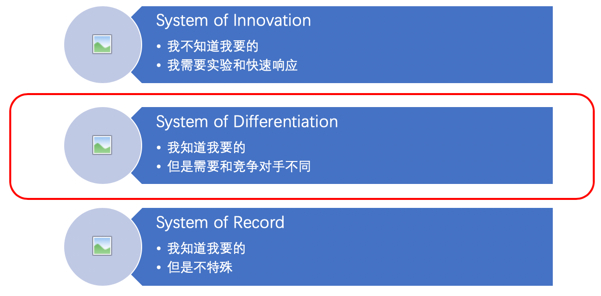 System of Innovation
• 我不知道我要的
• 我需要实验和快速响应
System of Differentiation
• 我知道我要的
• 但是需要和竞争对手不同
System of Record
• 我知道我要的
• 但是不特殊